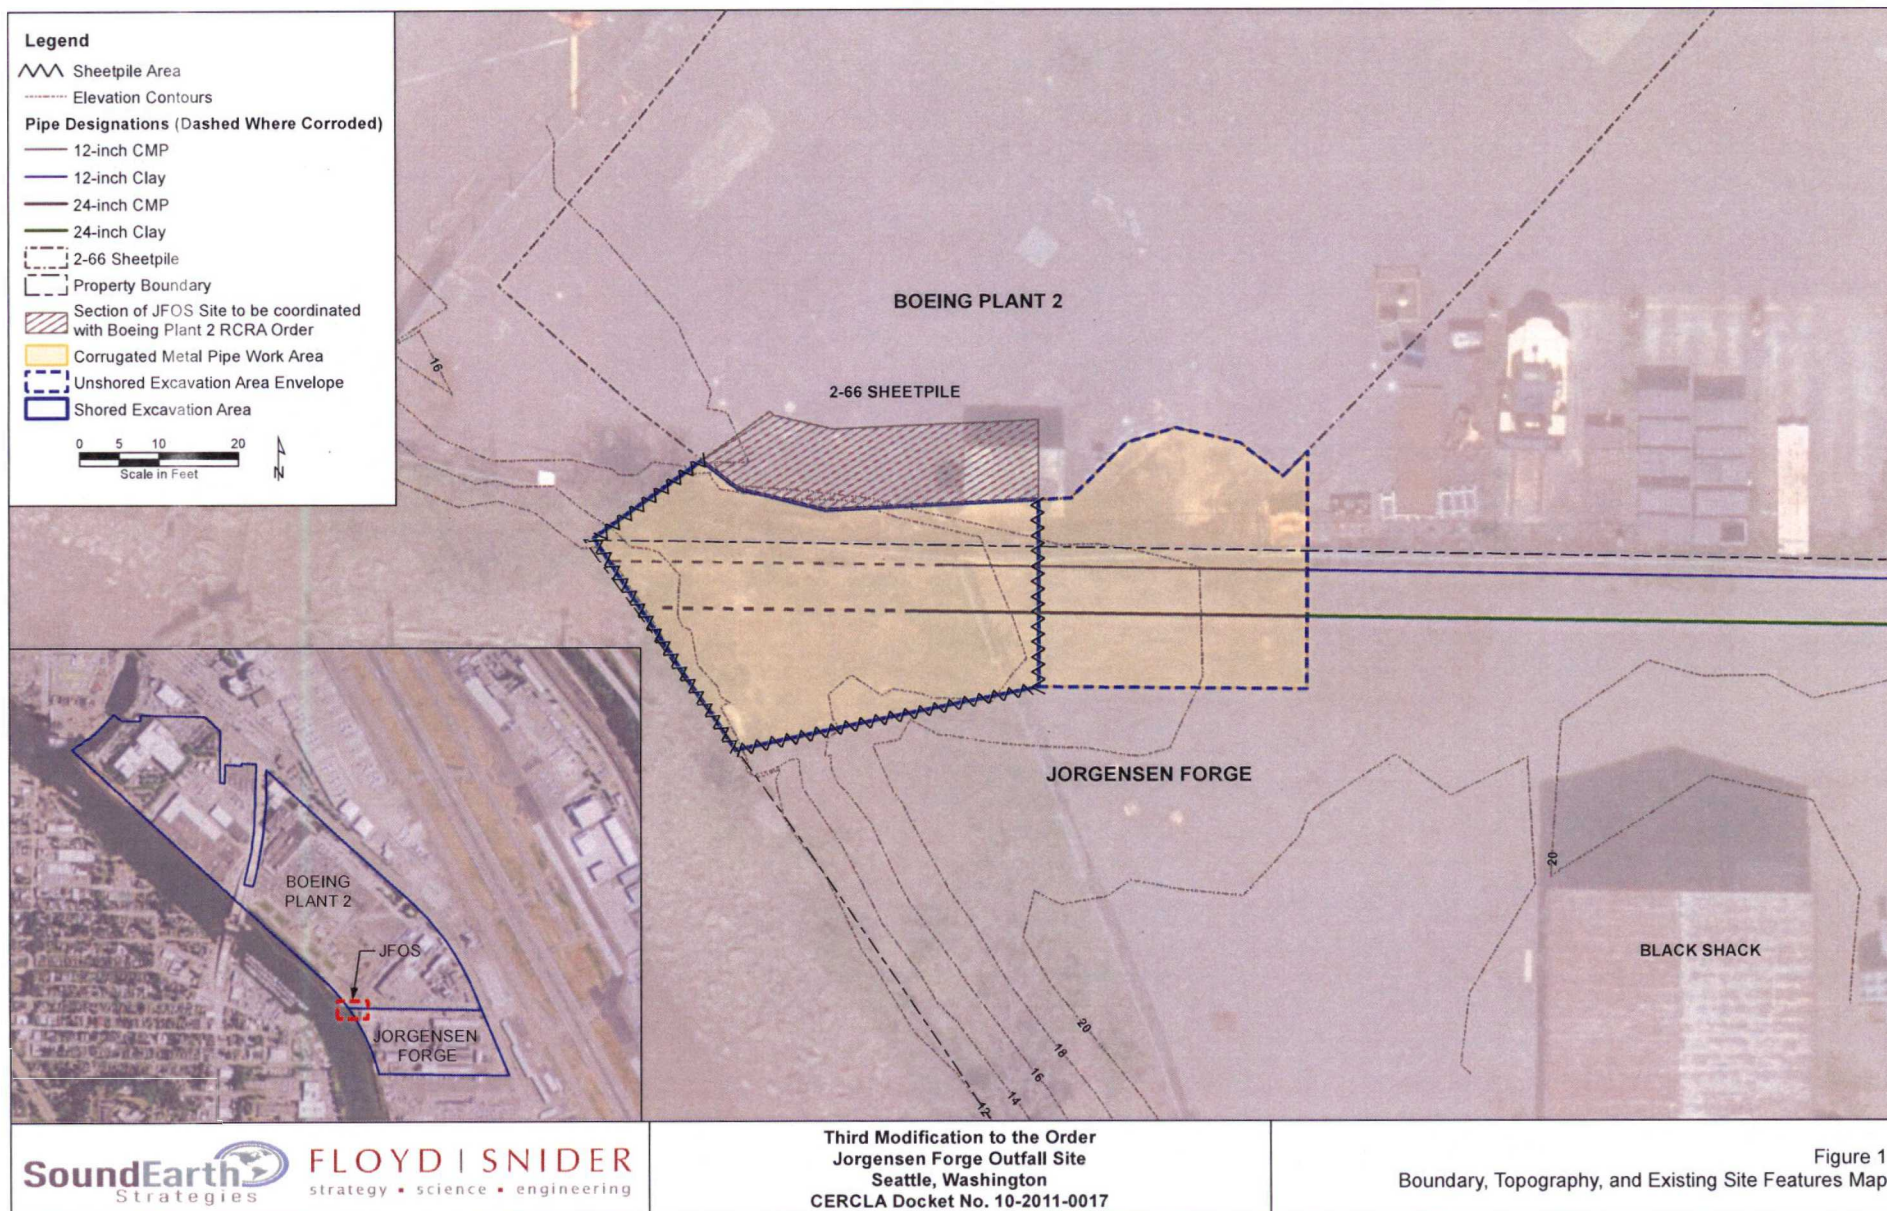 Legend
Sheetpile Area
Elevation Contours
Pipe Designations (Dashed Where Corroded)
12-inch CMP
12-inch Clay
24-inch CMP
24-inch Clay
2-66 Sheetpile
Property Boundary
Section of JFOS Site to be coordinated
with Boeing Plant 2 RCRA Order
Corrugated Metal Pipe Work Area
Unshored Excavation Area Envelope
Shored Excavation Area
0 5 10 20
Scale in Feet
N
16
BOEING PLANT 2
2-66 SHEETPILE
JORGENSEN FORGE
20
BLACK SHACK
20
18
16
14
12
BOEING
PLANT 2
JFOS
JORGENSEN
FORGE
SoundEarth
Strategies
FLOYD | SNIDER
strategy ▪ science ▪ engineering
Third Modification to the Order
Jorgensen Forge Outfall Site
Seattle, Washington
CERCLA Docket No. 10-2011-0017
Figure 1
Boundary, Topography, and Existing Site Features Map